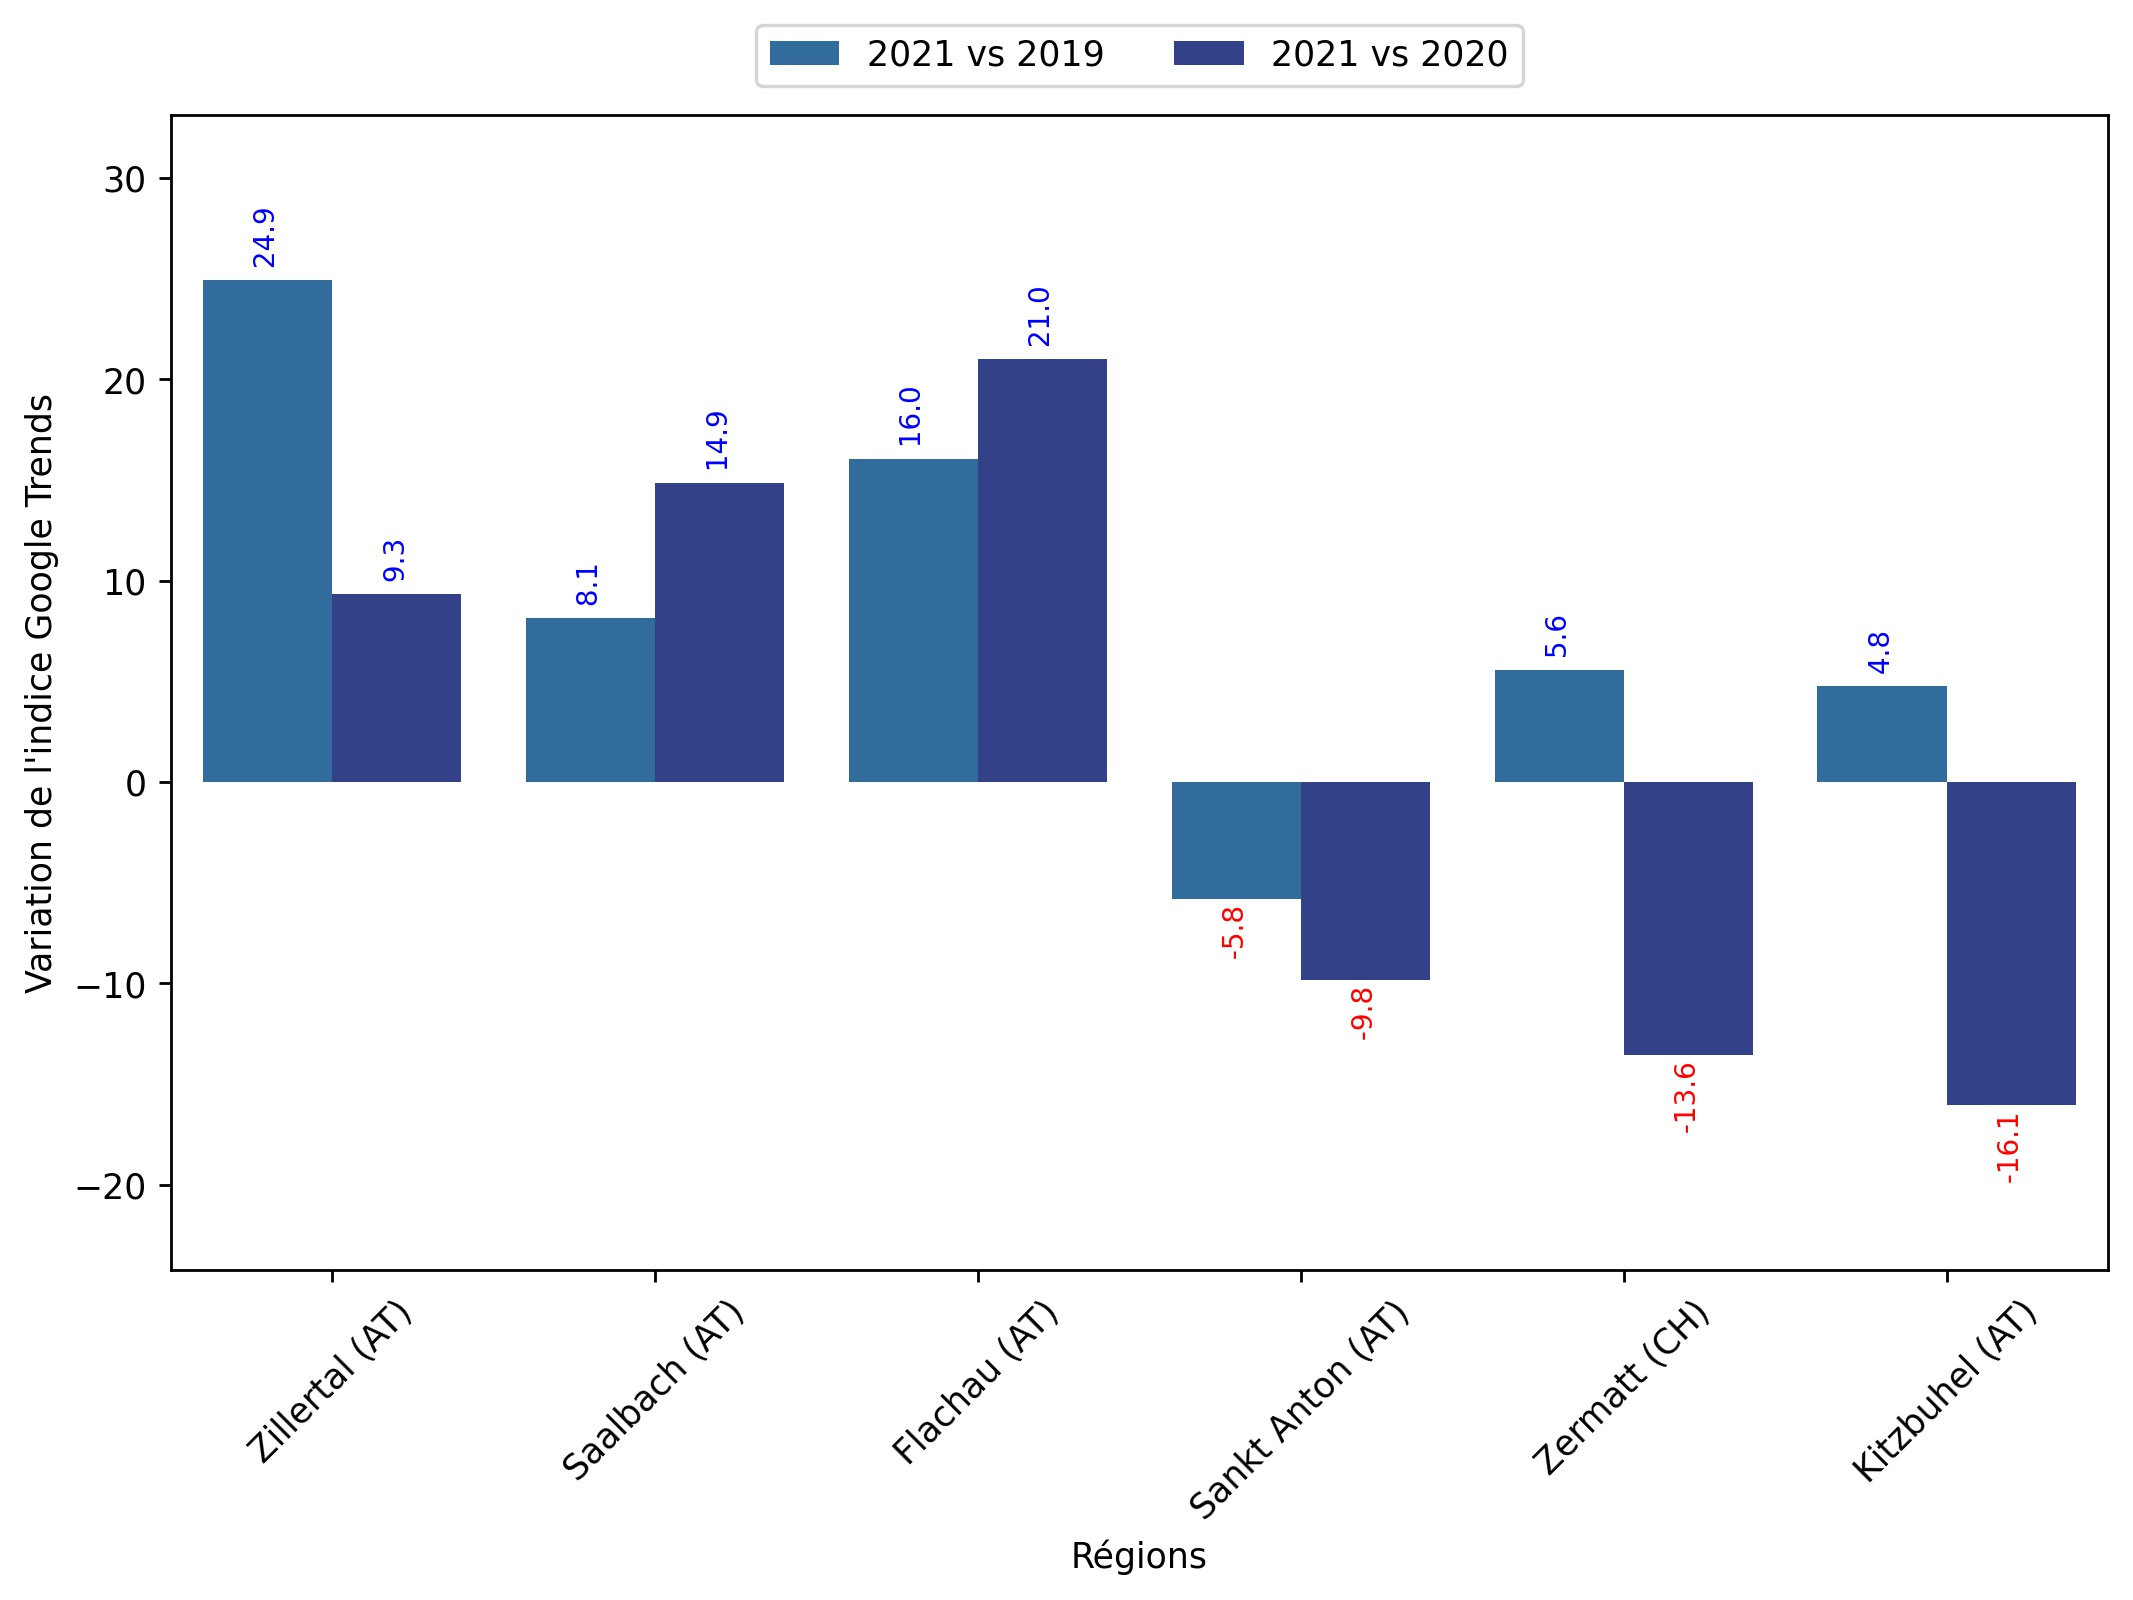 2021 vs 2019
2021 vs 2020
Variation de l'indice Google Trends
30
20
10
0
−10
−20
24.9
9.3
8.1
14.9
16.0
21.0
-5.8
-9.8
5.6
-13.6
4.8
-16.1
Zillertal (AT)
Saalbach (AT)
Flachau (AT)
Sankt Anton (AT)
Zermatt (CH)
Kitzbuhel (AT)
Régions